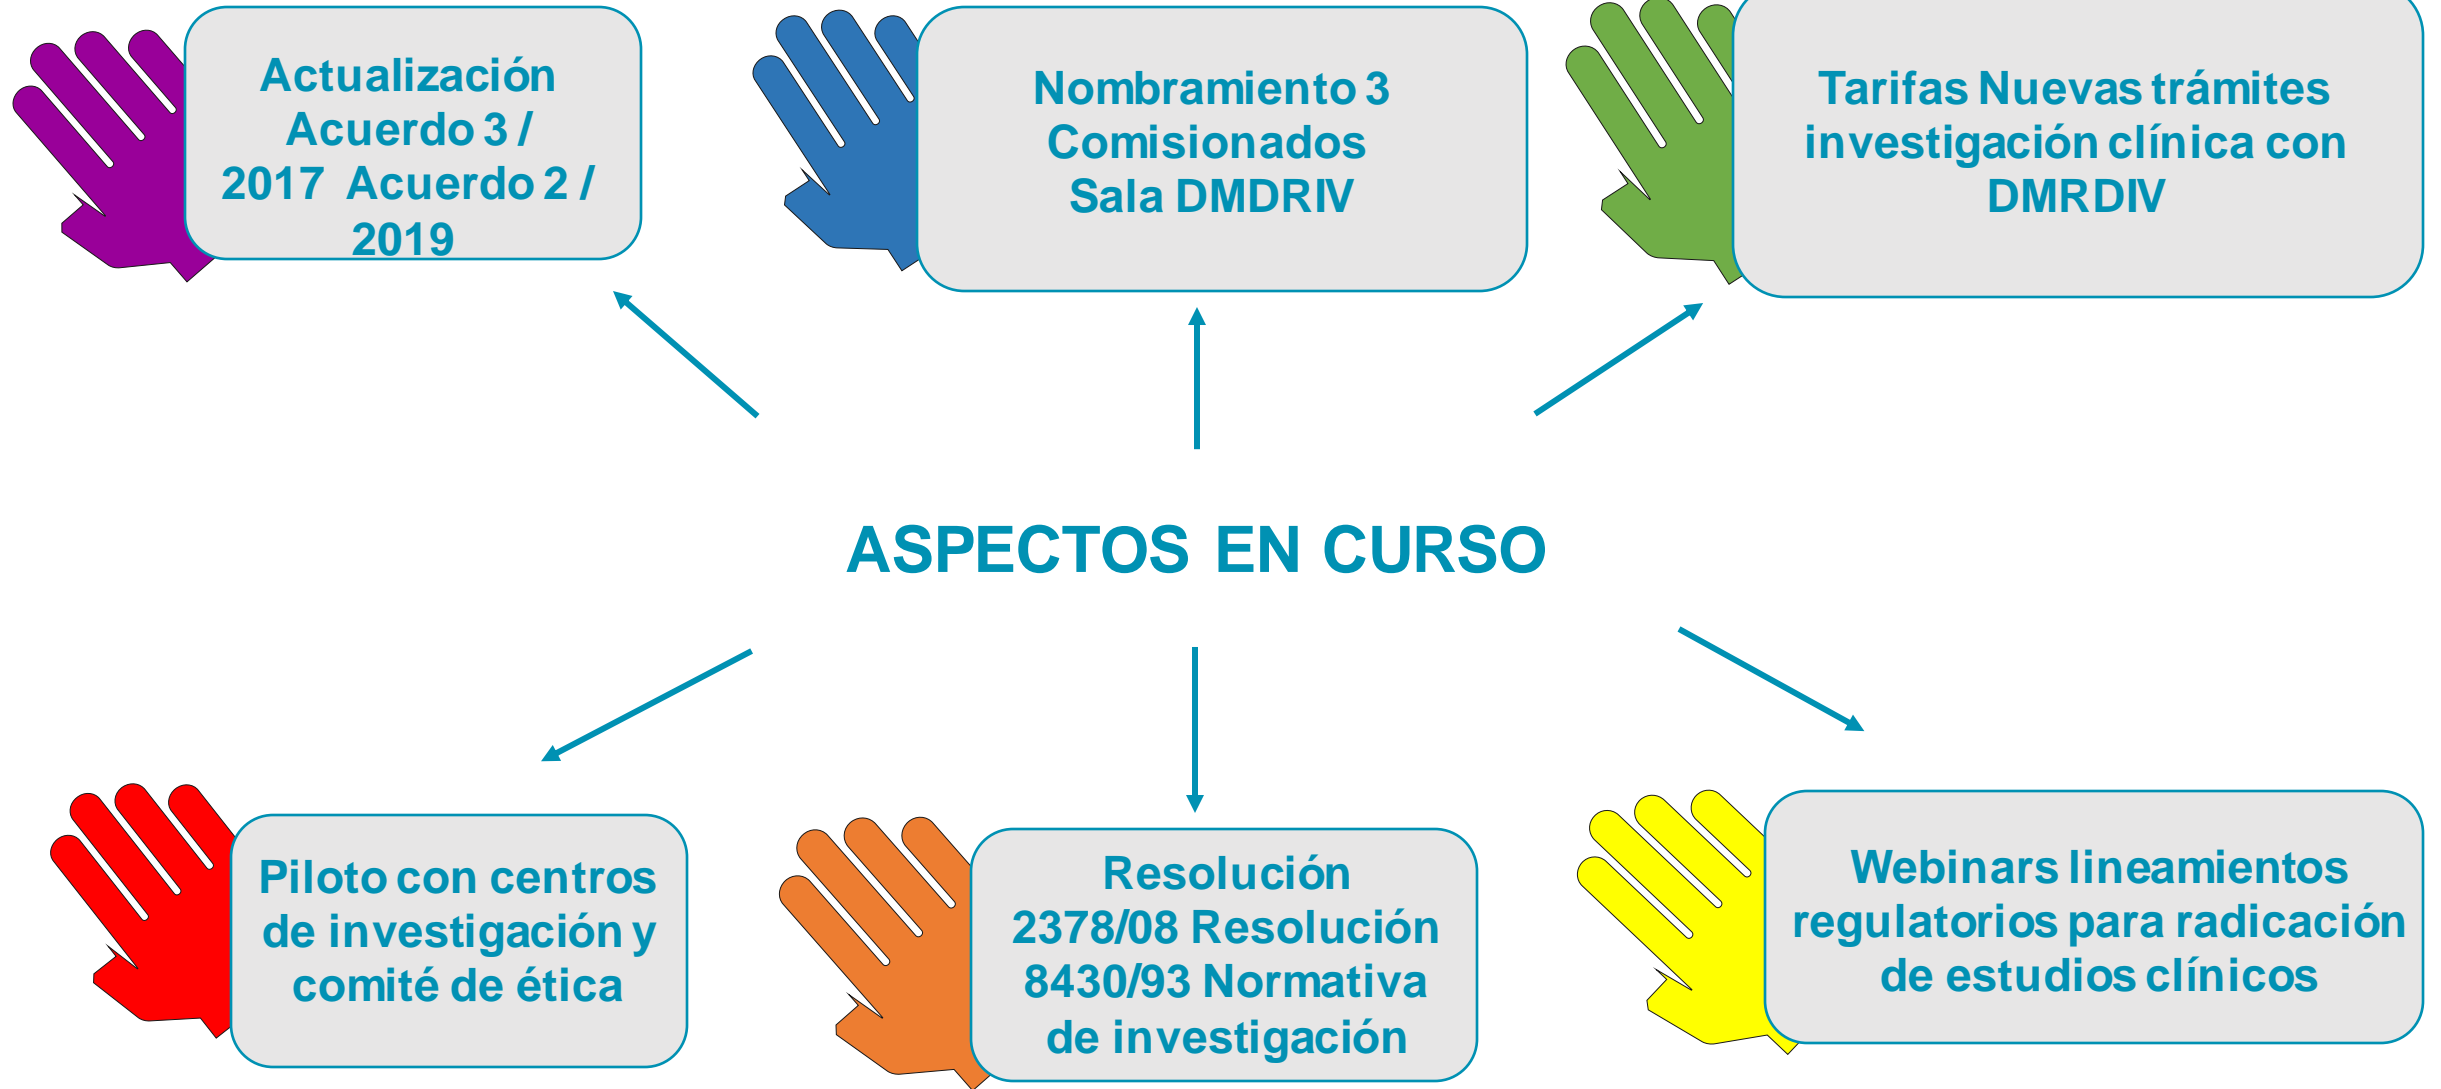 Actualización
Acuerdo 3 /
2017 Acuerdo 2 /
2019
Nombramiento 3
Comisionados
Sala DMDRIV
Tarifas Nuevas trámites
investigación clínica con
DMRDIV
ASPECTOS EN CURSO
Piloto con centros
de investigación y
comité de ética
Resolución
2378/08 Resolución
8430/93 Normativa
de investigación
Webinars lineamientos
regulatorios para radicación
de estudios clínicos